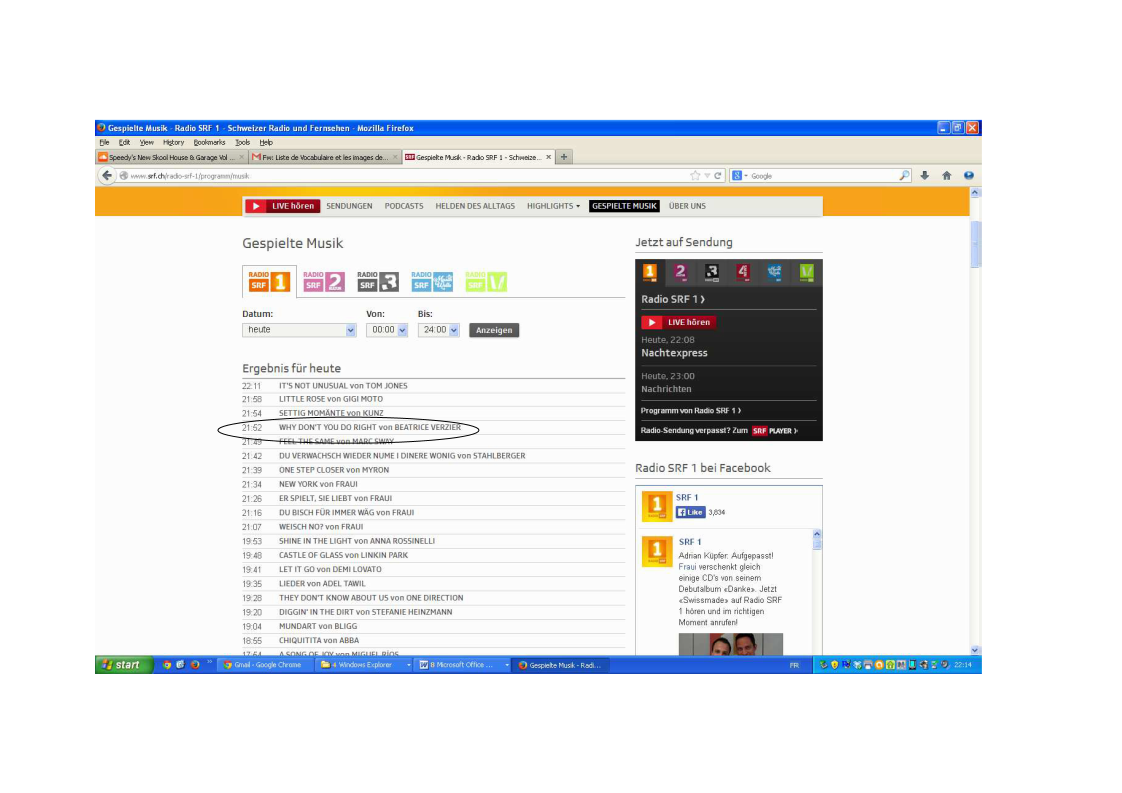 Gespielte Musik - Radio SRF 1 - Schweizer Radio und Fernsehen - Mozilla Firefox
File Edit View History Bookmarks Tools Help
Speedy's New Skool House & Garage Vol ... Fw: Liste de Vocabulaire et les images de... Gespielte Musik - Radio SRF 1 - Schweize...
www.srf.ch/radio-srf-1/programm/musik Google
LIVE hören SENDUNGEN PODCASTS HELDEN DES ALLTAGS HIGHLIGHTS GESPIELTE MUSIK ÜBER UNS
Gespielte Musik
RADIO SRF 1 RADIO SRF 2 RADIO SRF 3 RADIO SRF RADIO SRF V
Datum: Von: Bis:
heute 00:00 24:00 Anzeigen
Ergebnis für heute
22:11 IT'S NOT UNUSUAL von TOM JONES
21:58 LITTLE ROSE von GIGI MOTO
21:54 SETTIG MOMÄNTE von KUNZ
21:52 WHY DON'T YOU DO RIGHT von BEATRICE VERZIER
21:49 FEEL THE SAME von MARC SWAY
21:42 DU VERWACHSCH WIEDER NUME I DINERE WONIG von STAHLBERGER
21:39 ONE STEP CLOSER von MYRON
21:34 NEW YORK von FRAUI
21:26 ER SPIELT, SIE LIEBT von FRAUI
21:16 DU BISCH FÜR IMMER WÄG von FRAUI
21:07 WEISCH NO? von FRAUI
19:53 SHINE IN THE LIGHT von ANNA ROSSINELLI
19:48 CASTLE OF GLASS von LINKIN PARK
19:41 LET IT GO von DEMI LOVATO
19:35 LIEDER von ADEL TAWIL
19:28 THEY DON'T KNOW ABOUT US von ONE DIRECTION
19:20 DIGGIN' IN THE DIRT von STEFANIE HEINZMANN
19:04 MUNDART von BLIGG
18:55 CHIQUITITA von ABBA
17:54 A SONG OF JOY von MIGUEL RÍOS
Jetzt auf Sendung
1 2 3 4 V
Radio SRF 1
LIVE hören
Heute, 22:08
Nachtexpress
Heute, 23:00
Nachrichten
Programm von Radio SRF 1
Radio-Sendung verpasst? Zum SRF PLAYER
Radio SRF 1 bei Facebook
1 SRF 1
Like 3,834
1 SRF 1
Adrian Küpfer: Aufgepasst!
Fraui verschenkt gleich
einige CD's von seinem
Debutalbum «Danke». Jetzt
«Swissmade» auf Radio SRF
1 hören und im richtigen
Moment anrufen!
start Gmail - Google Chrome 4 Windows Explorer 8 Microsoft Office ... Gespielte Musik - Radi... FR 22:14